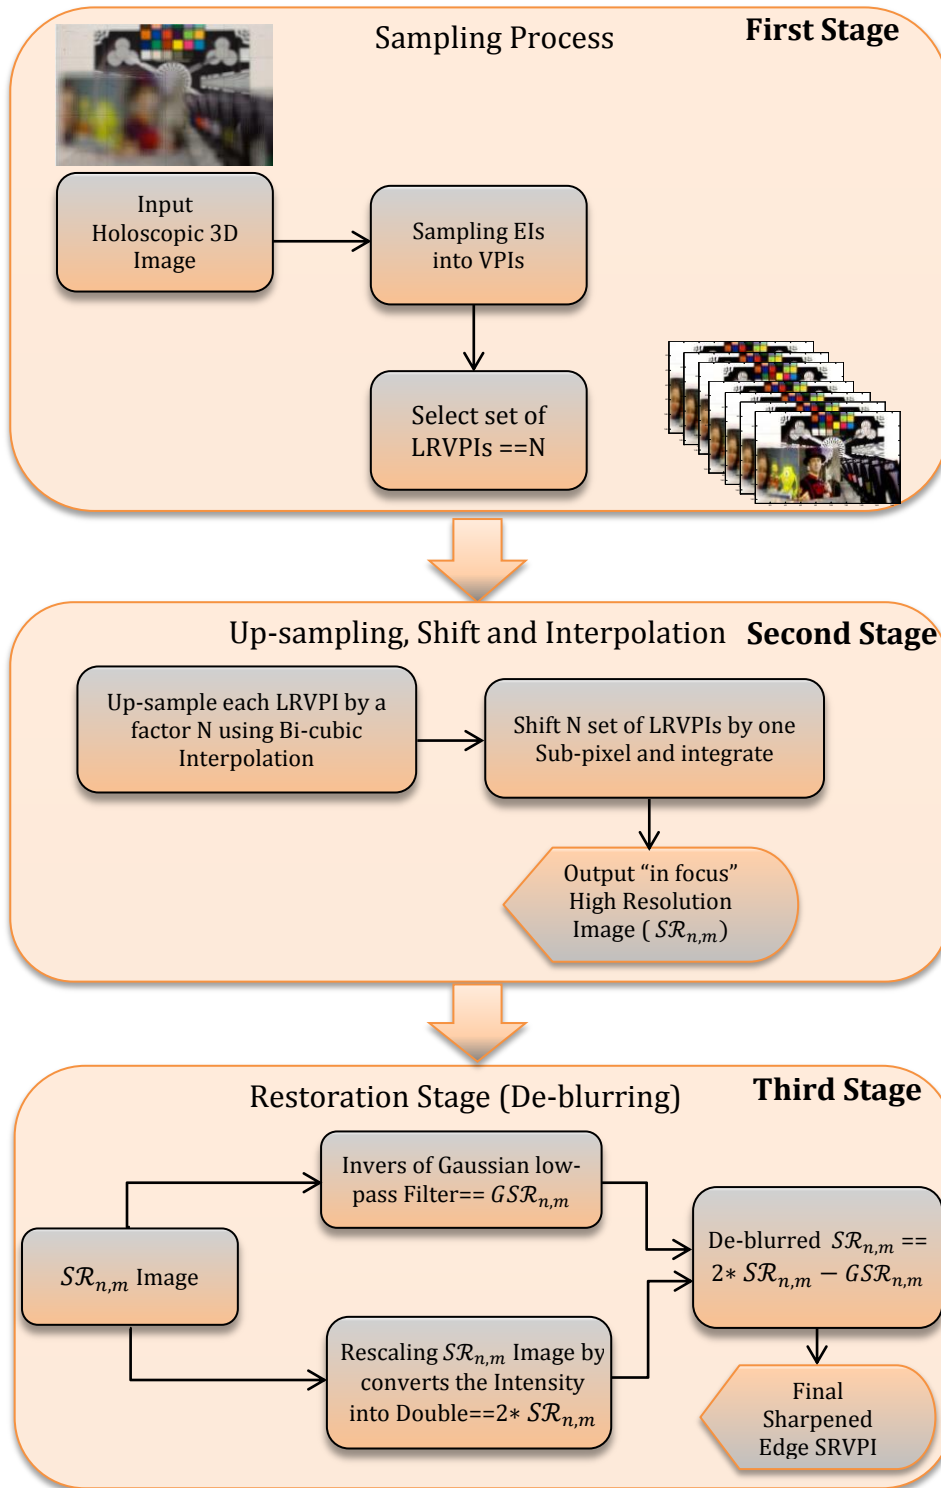 Sampling Process
First Stage
Input
Holoscopic 3D
Image
Sampling EIs
into VPIs
Select set of
LRVPIs ==N
Up-sampling, Shift and Interpolation
Second Stage
Up-sample each LRVPI by a
factor N using Bi-cubic
Interpolation
Shift N set of LRVPIs by one
Sub-pixel and integrate
Output “in focus”
High Resolution
Image ( 𝒮ℛₙ,ₘ)
Restoration Stage (De-blurring)
Third Stage
Invers of Gaussian low-
pass Filter== 𝐺𝒮ℛₙ,ₘ
𝒮ℛₙ,ₘ Image
Rescaling 𝒮ℛₙ,ₘ Image by
converts the Intensity
into Double==2* 𝒮ℛₙ,ₘ
De-blurred 𝒮ℛₙ,ₘ ==
2* 𝒮ℛₙ,ₘ − 𝐺𝒮ℛₙ,ₘ
Final
Sharpened
Edge SRVPI